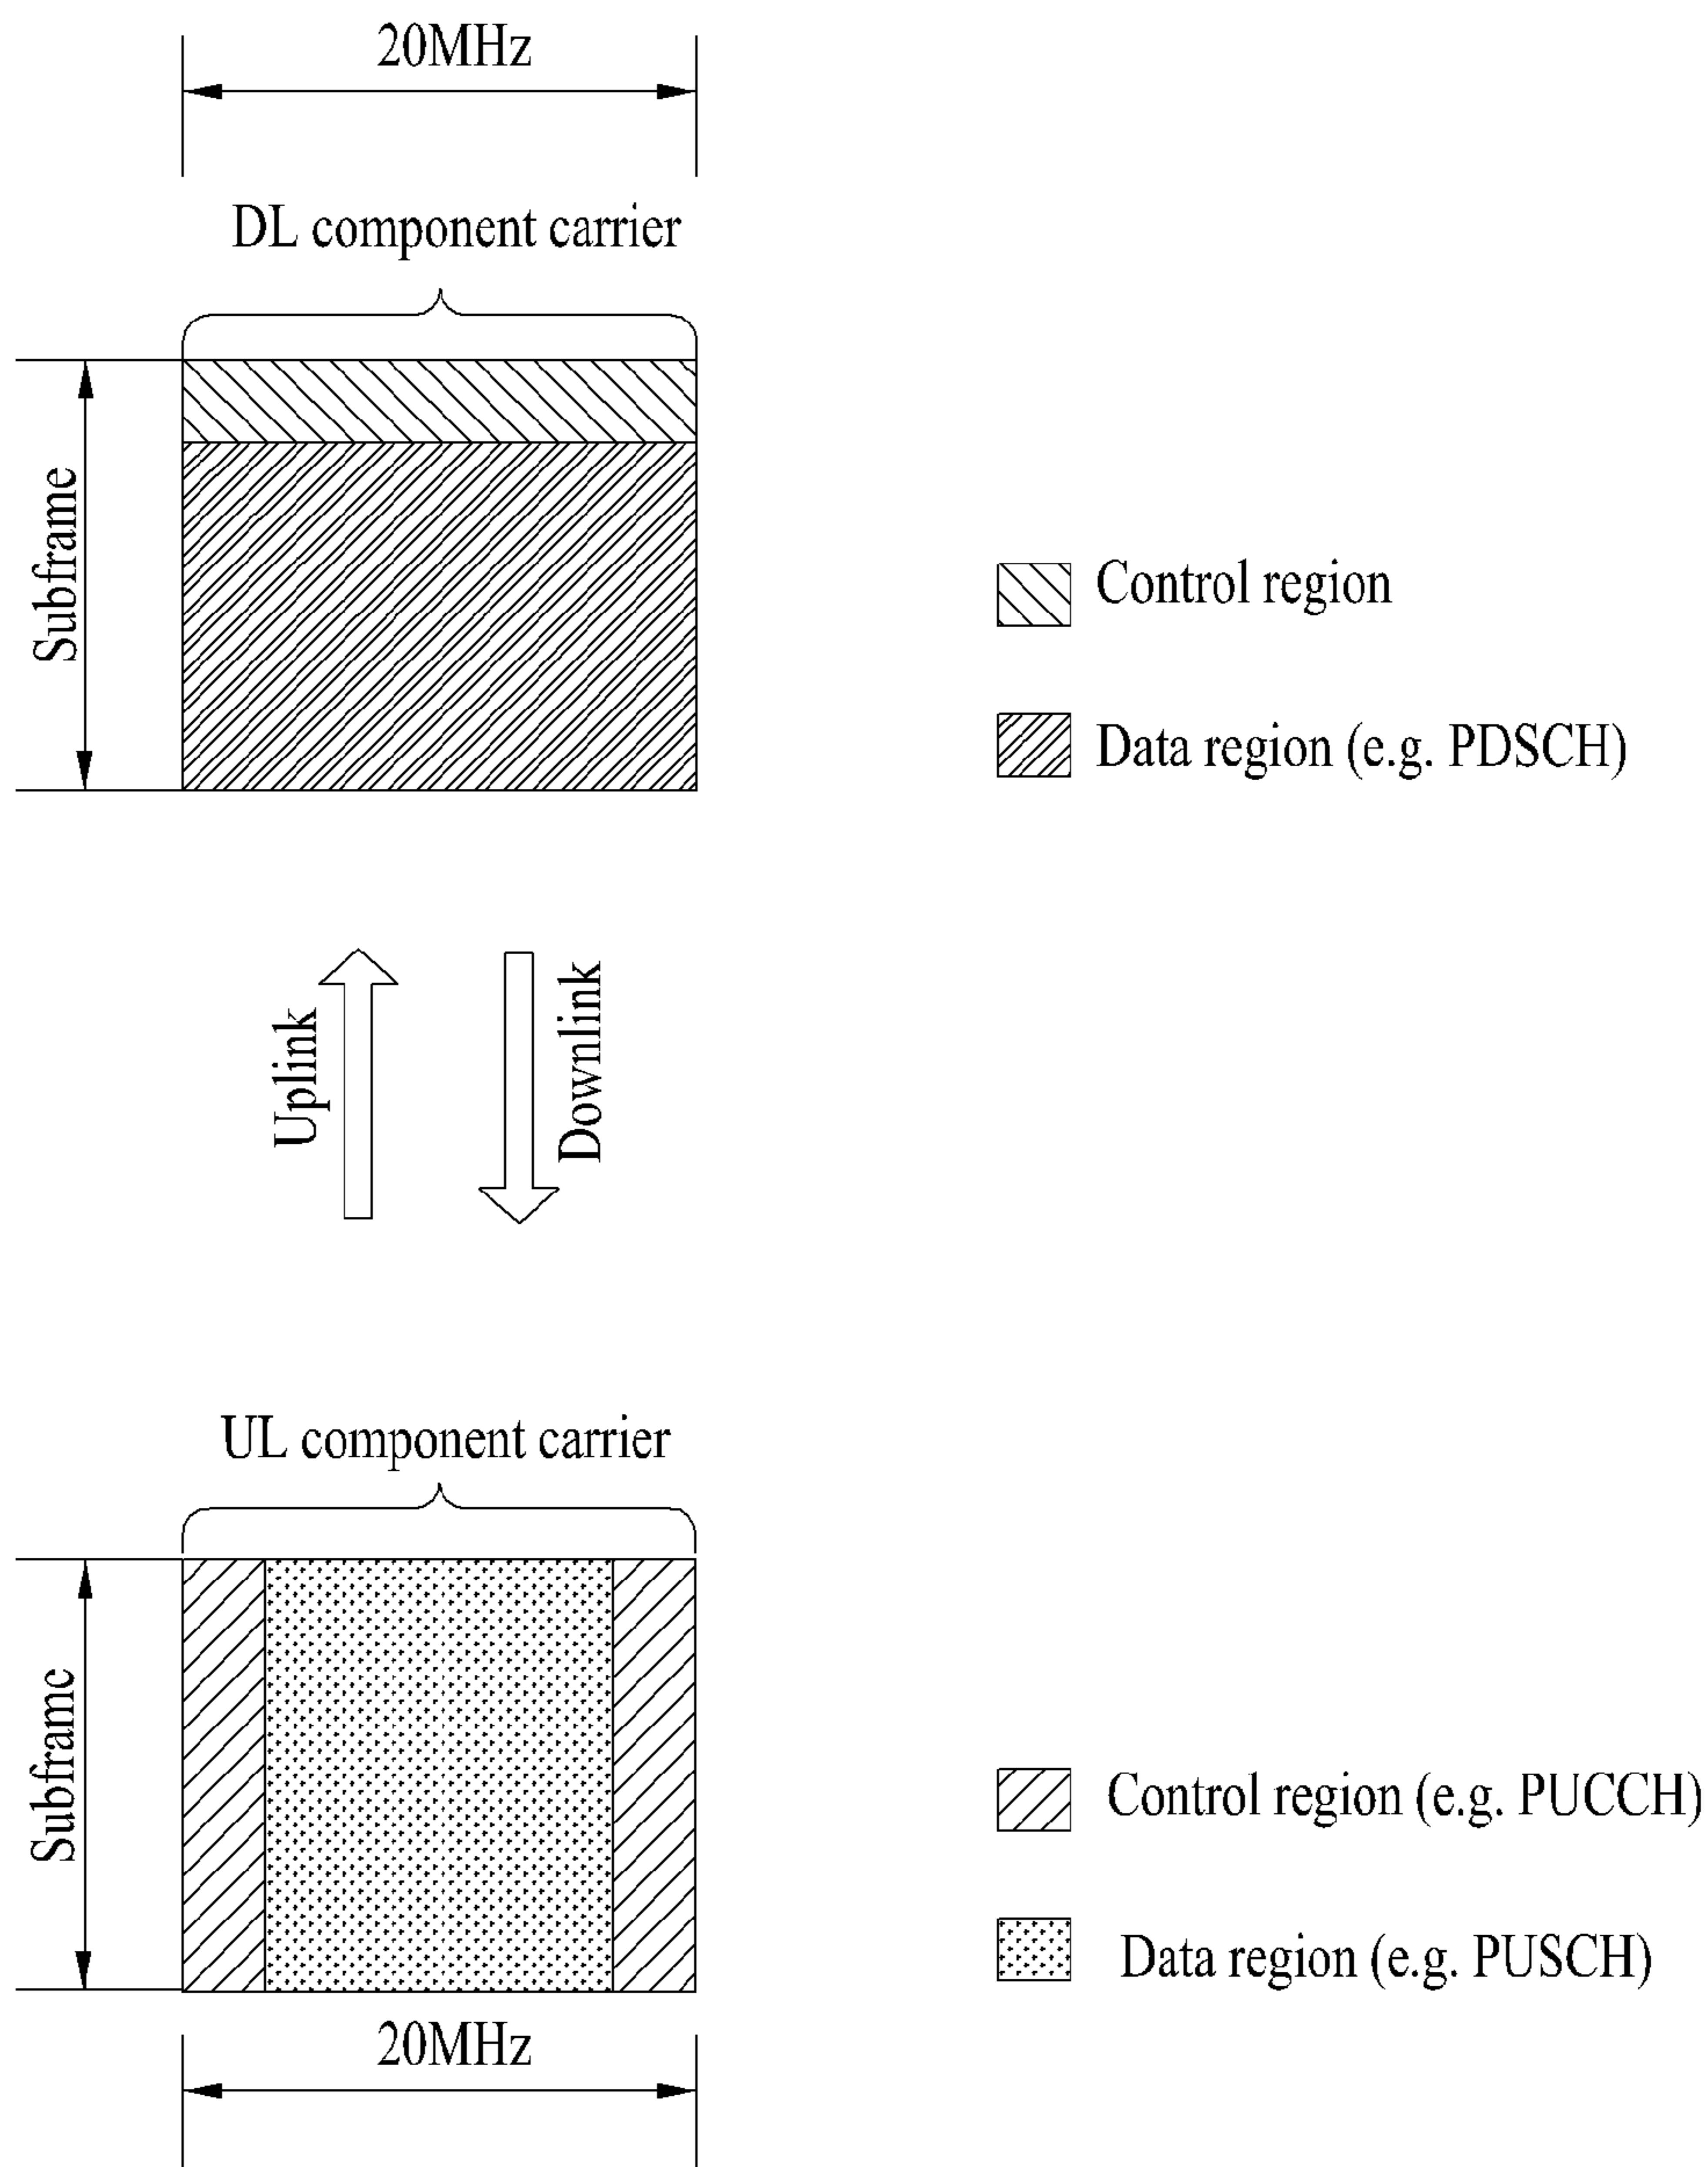 20MHz
DL component carrier
Subframe
Control region
Data region (e.g. PDSCH)
Uplink
Downlink
UL component carrier
Subframe
Control region (e.g. PUCCH)
Data region (e.g. PUSCH)
20MHz